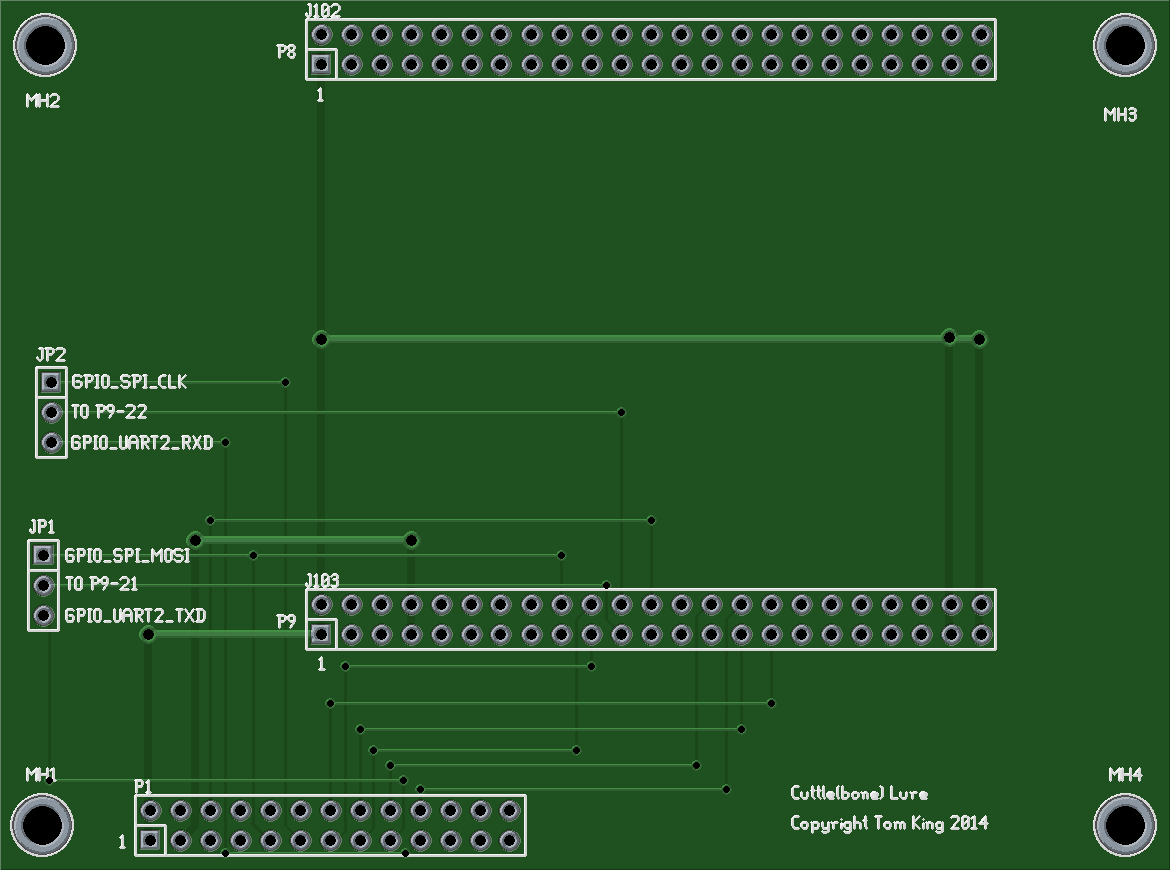 J102
P8
1
MH2
MH3
JP2
GPIO_SPI_CLK
TO P9-22
GPIO_UART2_RXD
JP1
GPIO_SPI_MOSI
TO P9-21
GPIO_UART2_TXD
J103
P9
1
MH1
P1
1
MH4
Cuttle(bone) Lure
Copyright Tom King 2014